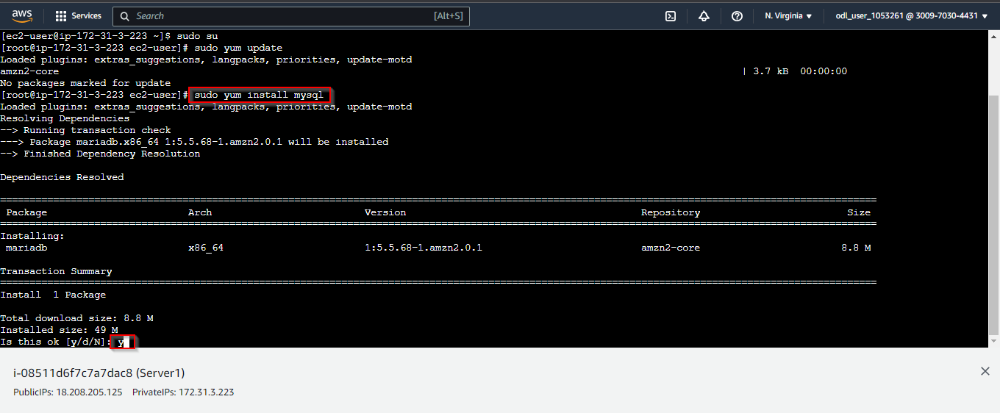 aws Services Search [Alt+S] N. Virginia odl_user_1053261 @ 3009-7030-4431
[ec2-user@ip-172-31-3-223 ~]$ sudo su
[root@ip-172-31-3-223 ec2-user]# sudo yum update
Loaded plugins: extras_suggestions, langpacks, priorities, update-motd
amzn2-core | 3.7 kB 00:00:00
No packages marked for update
[root@ip-172-31-3-223 ec2-user]# sudo yum install mysql
Loaded plugins: extras_suggestions, langpacks, priorities, update-motd
Resolving Dependencies
--> Running transaction check
---> Package mariadb.x86_64 1:5.5.68-1.amzn2.0.1 will be installed
--> Finished Dependency Resolution
Dependencies Resolved
Package Arch Version Repository Size
Installing:
mariadb x86_64 1:5.5.68-1.amzn2.0.1 amzn2-core 8.8 M
Transaction Summary
Install 1 Package
Total download size: 8.8 M
Installed size: 49 M
Is this ok [y/d/N]: y
i-08511d6f7c7a7dac8 (Server1)
PublicIPs: 18.208.205.125 PrivateIPs: 172.31.3.223